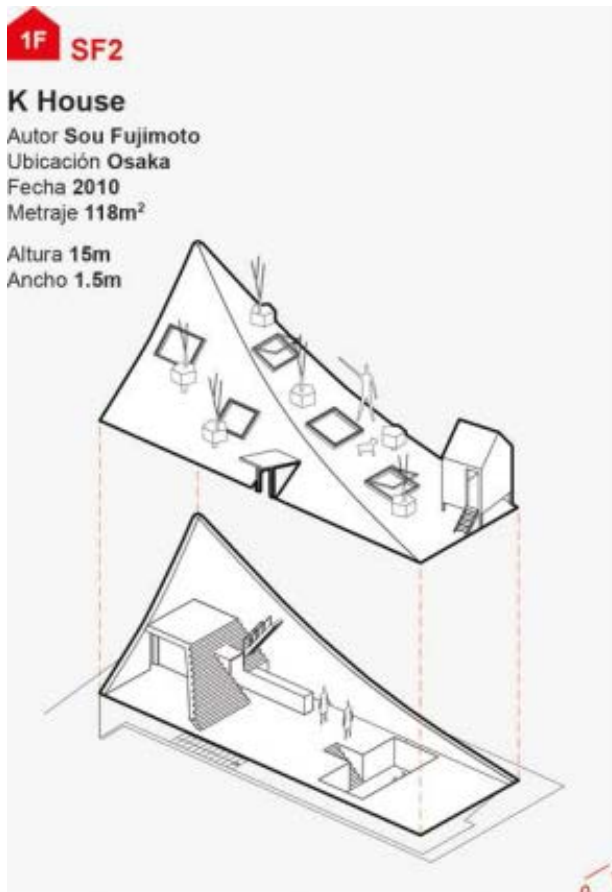 1F SF2
K House
Autor Sou Fujimoto
Ubicación Osaka
Fecha 2010
Metraje 118m²
Altura 15m
Ancho 1.5m